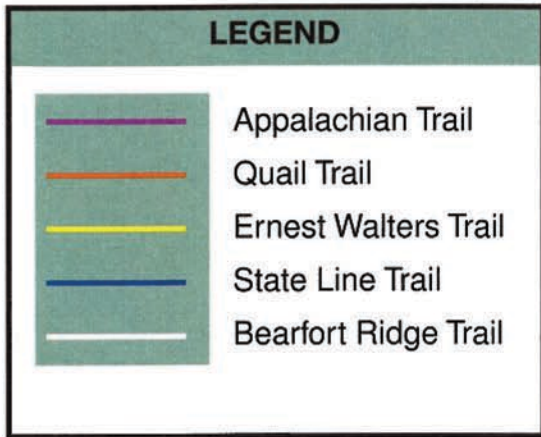 LEGEND
Appalachian Trail
Quail Trail
Ernest Walters Trail
State Line Trail
Bearfort Ridge Trail